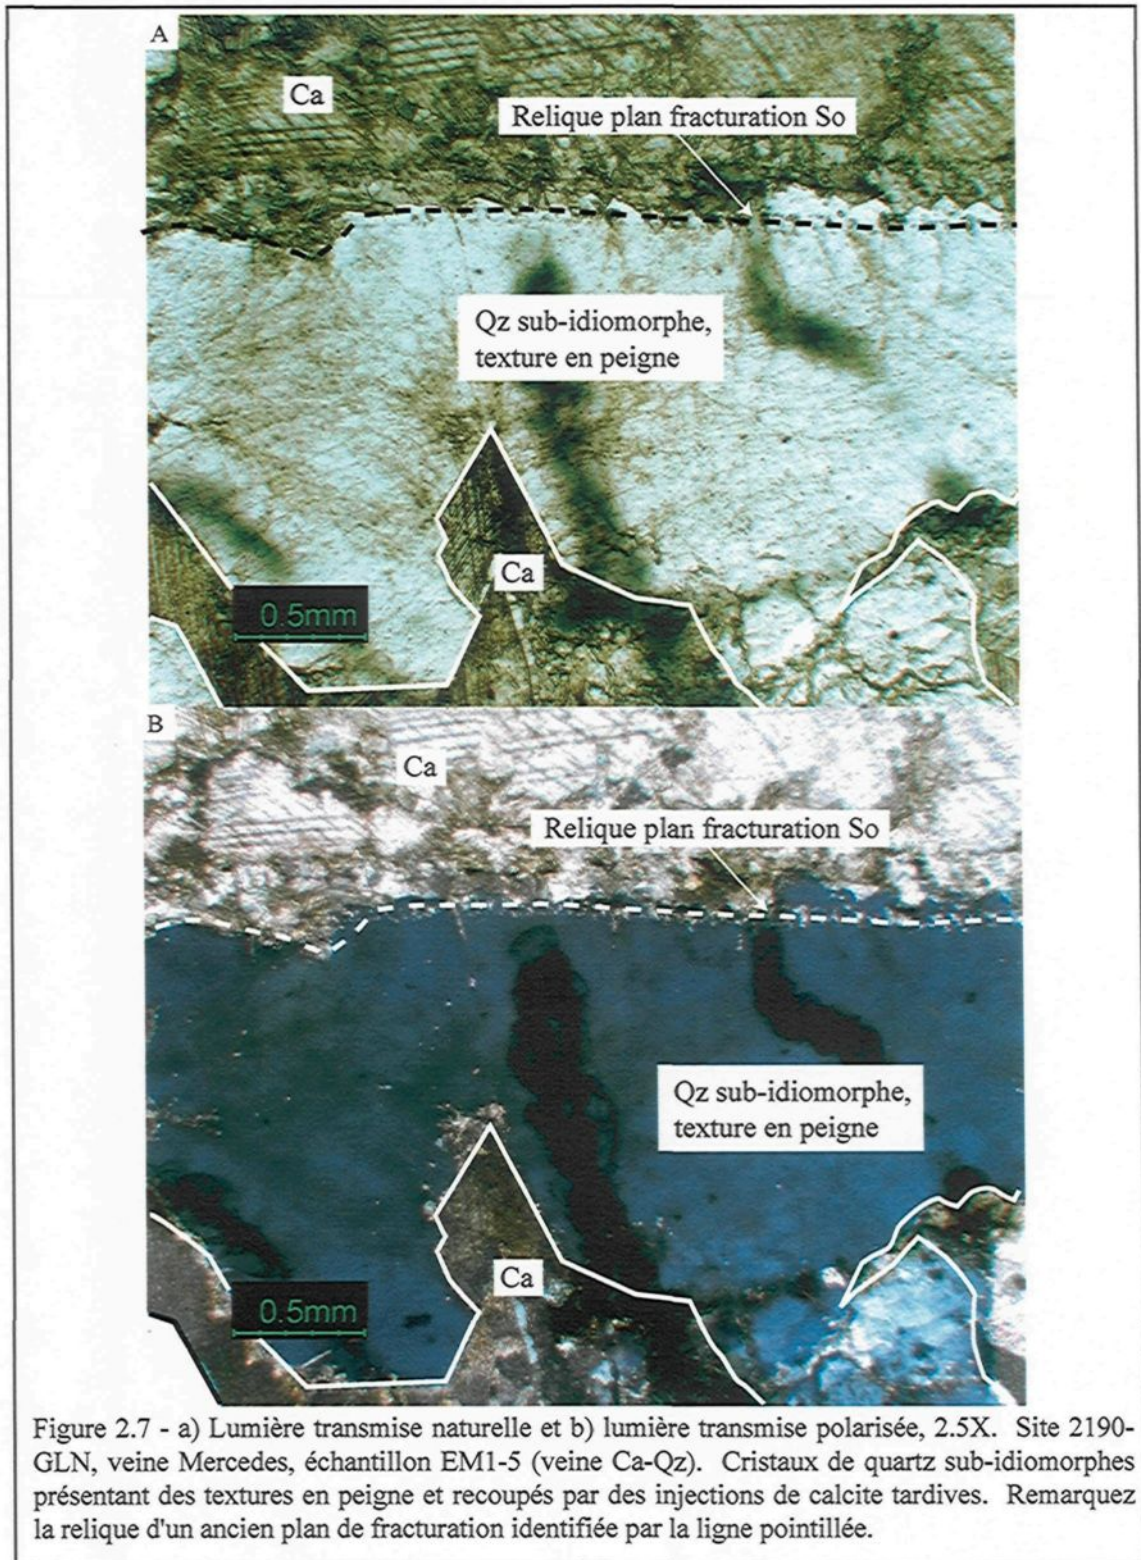 A
Ca
Relique plan fracturation So
Qz sub-idiomorphe,
texture en peigne
Ca
0.5mm
B
Ca
Relique plan fracturation So
Qz sub-idiomorphe,
texture en peigne
Ca
0.5mm
Figure 2.7 - a) Lumière transmise naturelle et b) lumière transmise polarisée, 2.5X. Site 2190-
GLN, veine Mercedes, échantillon EM1-5 (veine Ca-Qz). Cristaux de quartz sub-idiomorphes
présentant des textures en peigne et recoupés par des injections de calcite tardives. Remarquez
la relique d'un ancien plan de fracturation identifiée par la ligne pointillée.